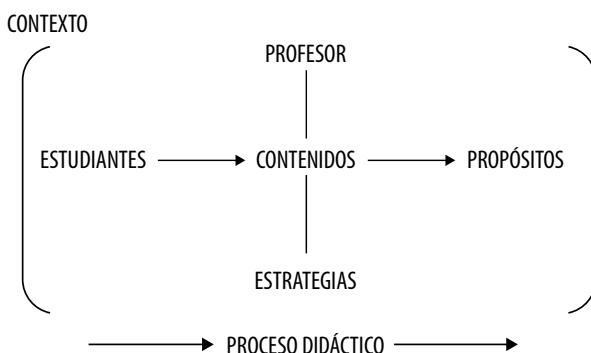 CONTEXTO
PROFESOR
ESTUDIANTES CONTENIDOS PROPÓSITOS
ESTRATEGIAS
PROCESO DIDÁCTICO